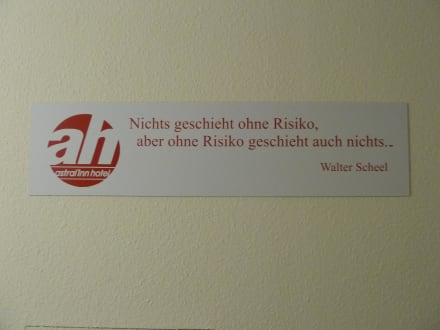 ah
astral'Inn hotel
Nichts geschieht ohne Risiko,
aber ohne Risiko geschieht auch nichts..
Walter Scheel